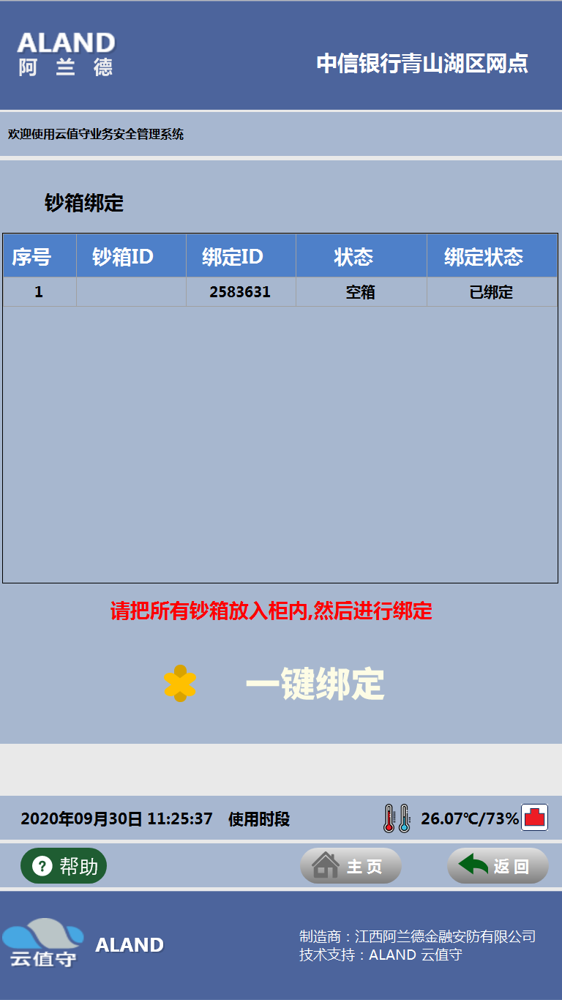 ALAND
阿兰德
中信银行青山湖区网点
欢迎使用云值守业务安全管理系统
钞箱绑定
序号 钞箱ID 绑定ID 状态 绑定状态
1 2583631 空箱 已绑定
请把所有钞箱放入柜内,然后进行绑定
一键绑定
2020年09月30日 11:25:37 使用时段 26.07℃/73%
? 帮助 主页 返回
云值守 ALAND
制造商：江西阿兰德金融安防有限公司
技术支持：ALAND 云值守